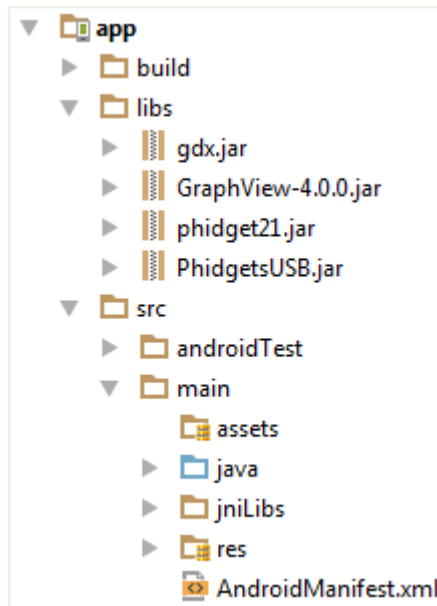 app
build
libs
gdx.jar
GraphView-4.0.0.jar
phidget21.jar
PhidgetsUSB.jar
src
androidTest
main
assets
java
jniLibs
res
AndroidManifest.xml